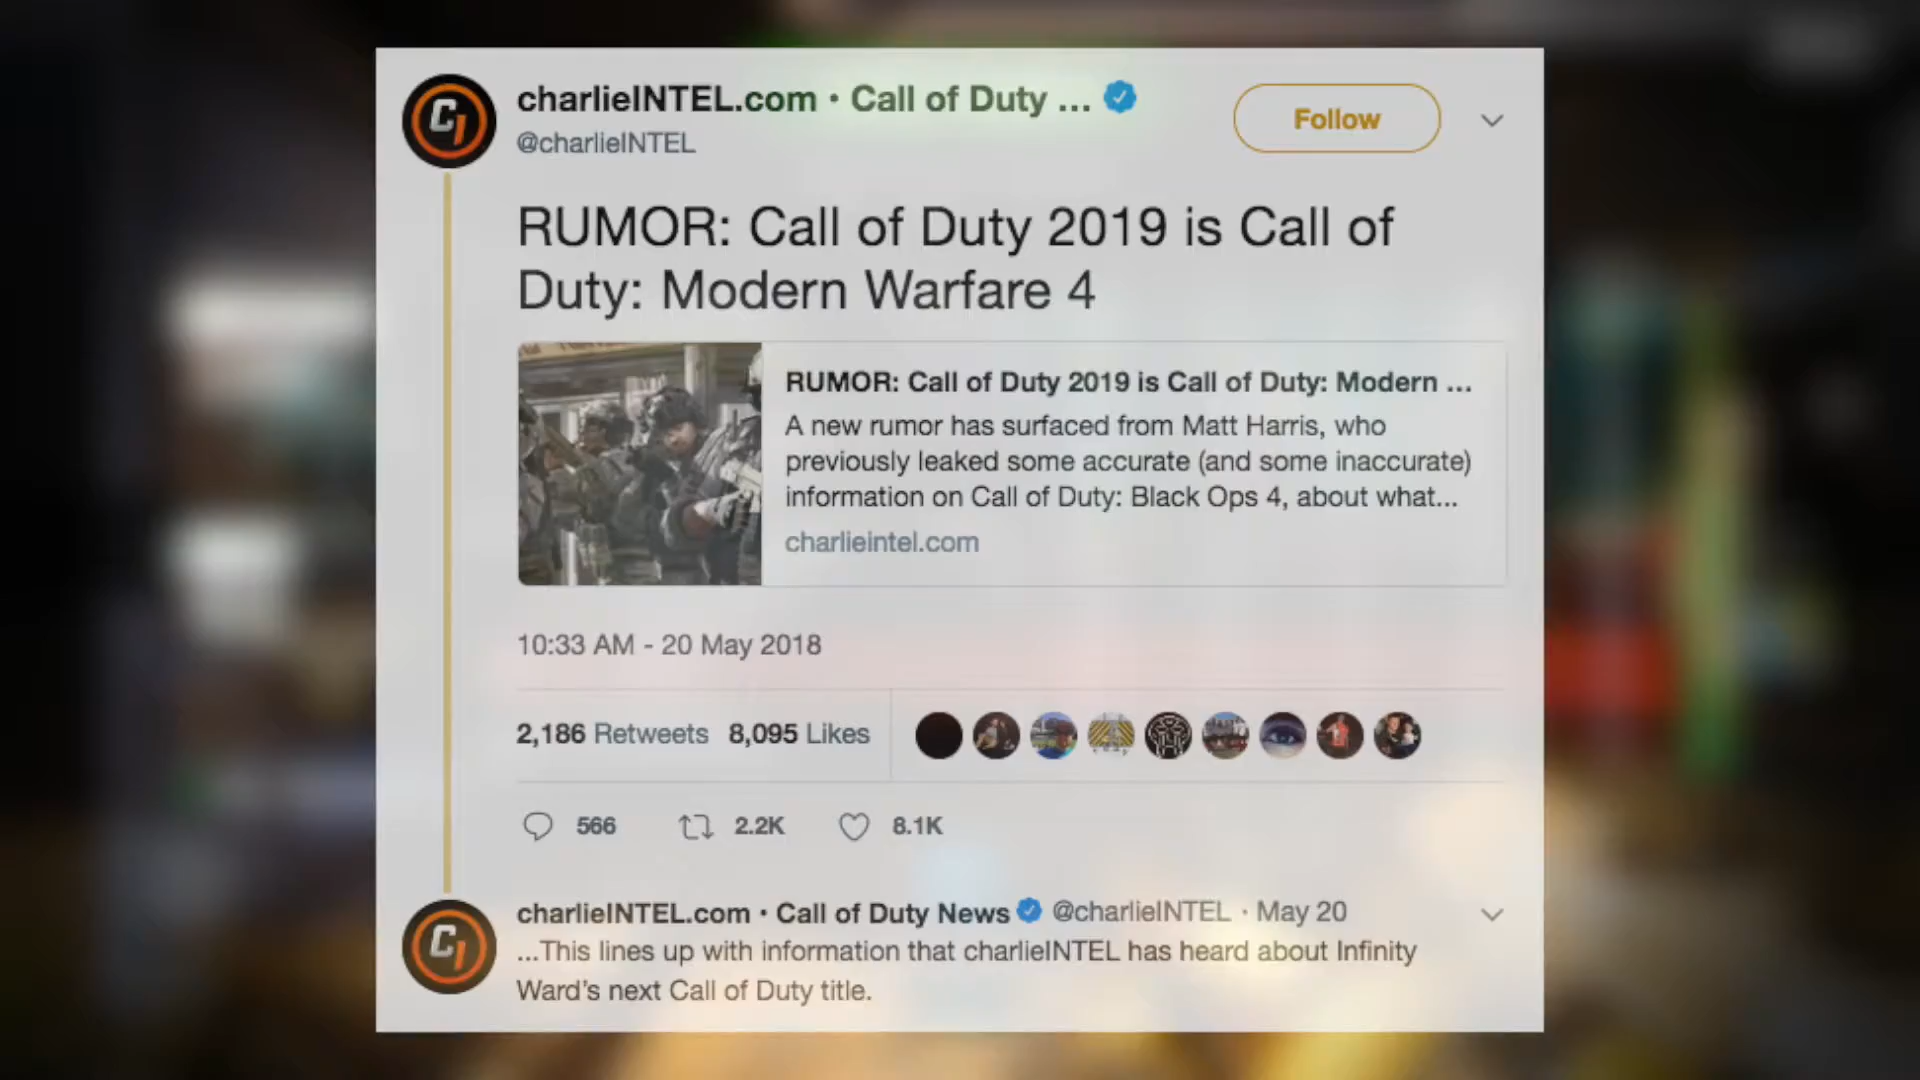 charlieINTEL.com • Call of Duty ...
@charlieINTEL
Follow
RUMOR: Call of Duty 2019 is Call of
Duty: Modern Warfare 4
RUMOR: Call of Duty 2019 is Call of Duty: Modern ...
A new rumor has surfaced from Matt Harris, who
previously leaked some accurate (and some inaccurate)
information on Call of Duty: Black Ops 4, about what...
charlieintel.com
10:33 AM - 20 May 2018
2,186 Retweets 8,095 Likes
566 2.2K 8.1K
charlieINTEL.com • Call of Duty News @charlieINTEL · May 20
...This lines up with information that charlieINTEL has heard about Infinity
Ward's next Call of Duty title.